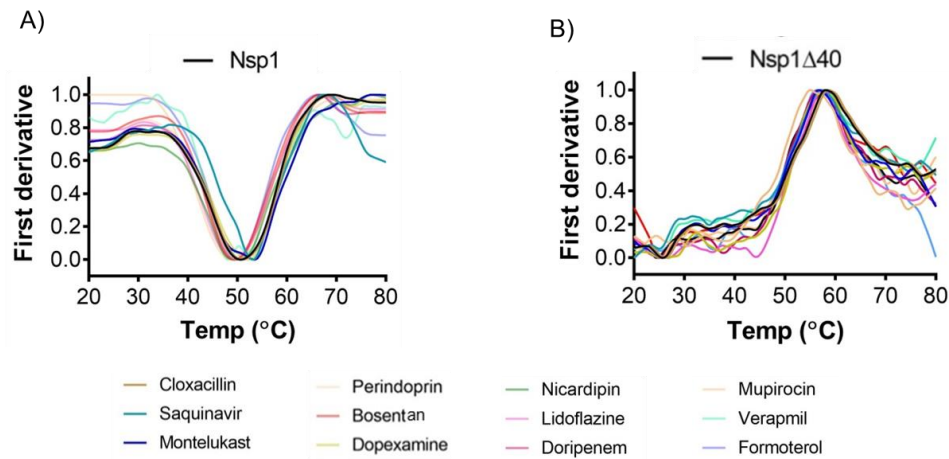 A)
Nsp1
First derivative
1.0
0.8
0.6
0.4
0.2
0.0
20 30 40 50 60 70 80
Temp (°C)
B)
Nsp1Δ40
First derivative
1.0
0.8
0.6
0.4
0.2
0.0
20 30 40 50 60 70 80
Temp (°C)
Cloxacillin
Saquinavir
Montelukast
Perindoprin
Bosentan
Dopexamine
Nicardipin
Lidoflazine
Doripenem
Mupirocin
Verapmil
Formoterol